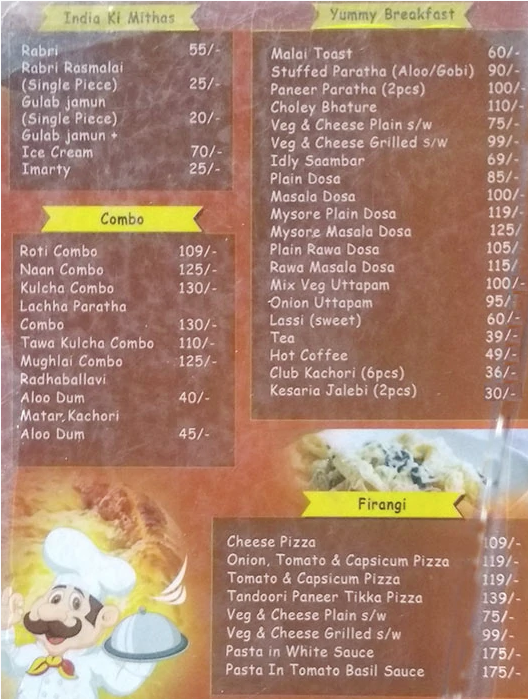 India Ki Mithas
Rabri 55/-
Rabri Rasmalai
(Single Piece) 25/-
Gulab jamun
(Single Piece) 20/-
Gulab jamun +
Ice Cream 70/-
Imarty 25/-
Combo
Roti Combo 109/-
Naan Combo 125/-
Kulcha Combo 130/-
Lachha Paratha
Combo 130/-
Tawa Kulcha Combo 110/-
Mughlai Combo 125/-
Radhaballavi
Aloo Dum 40/-
Matar Kachori
Aloo Dum 45/-
Yummy Breakfast
Malai Toast 60/-
Stuffed Paratha (Aloo/Gobi) 90/-
Paneer Paratha (2pcs) 100/-
Choley Bhature 110/-
Veg & Cheese Plain s/w 75/-
Veg & Cheese Grilled s/w 99/-
Idly Saambar 69/-
Plain Dosa 85/-
Masala Dosa 100/-
Mysore Plain Dosa 119/-
Mysore Masala Dosa 125/
Plain Rawa Dosa 105/
Rawa Masala Dosa 115/
Mix Veg Uttapam 100/-
Onion Uttapam 95/-
Lassi (sweet) 60/-
Tea 39/-
Hot Coffee 49/-
Club Kachori (6pcs) 36/-
Kesaria Jalebi (2pcs) 30/-
Firangi
Cheese Pizza 109/-
Onion, Tomato & Capsicum Pizza 119/-
Tomato & Capsicum Pizza 119/-
Tandoori Paneer Tikka Pizza 139/-
Veg & Cheese Plain s/w 75/-
Veg & Cheese Grilled s/w 99/-
Pasta in White Sauce 175/-
Pasta In Tomato Basil Sauce 175/-